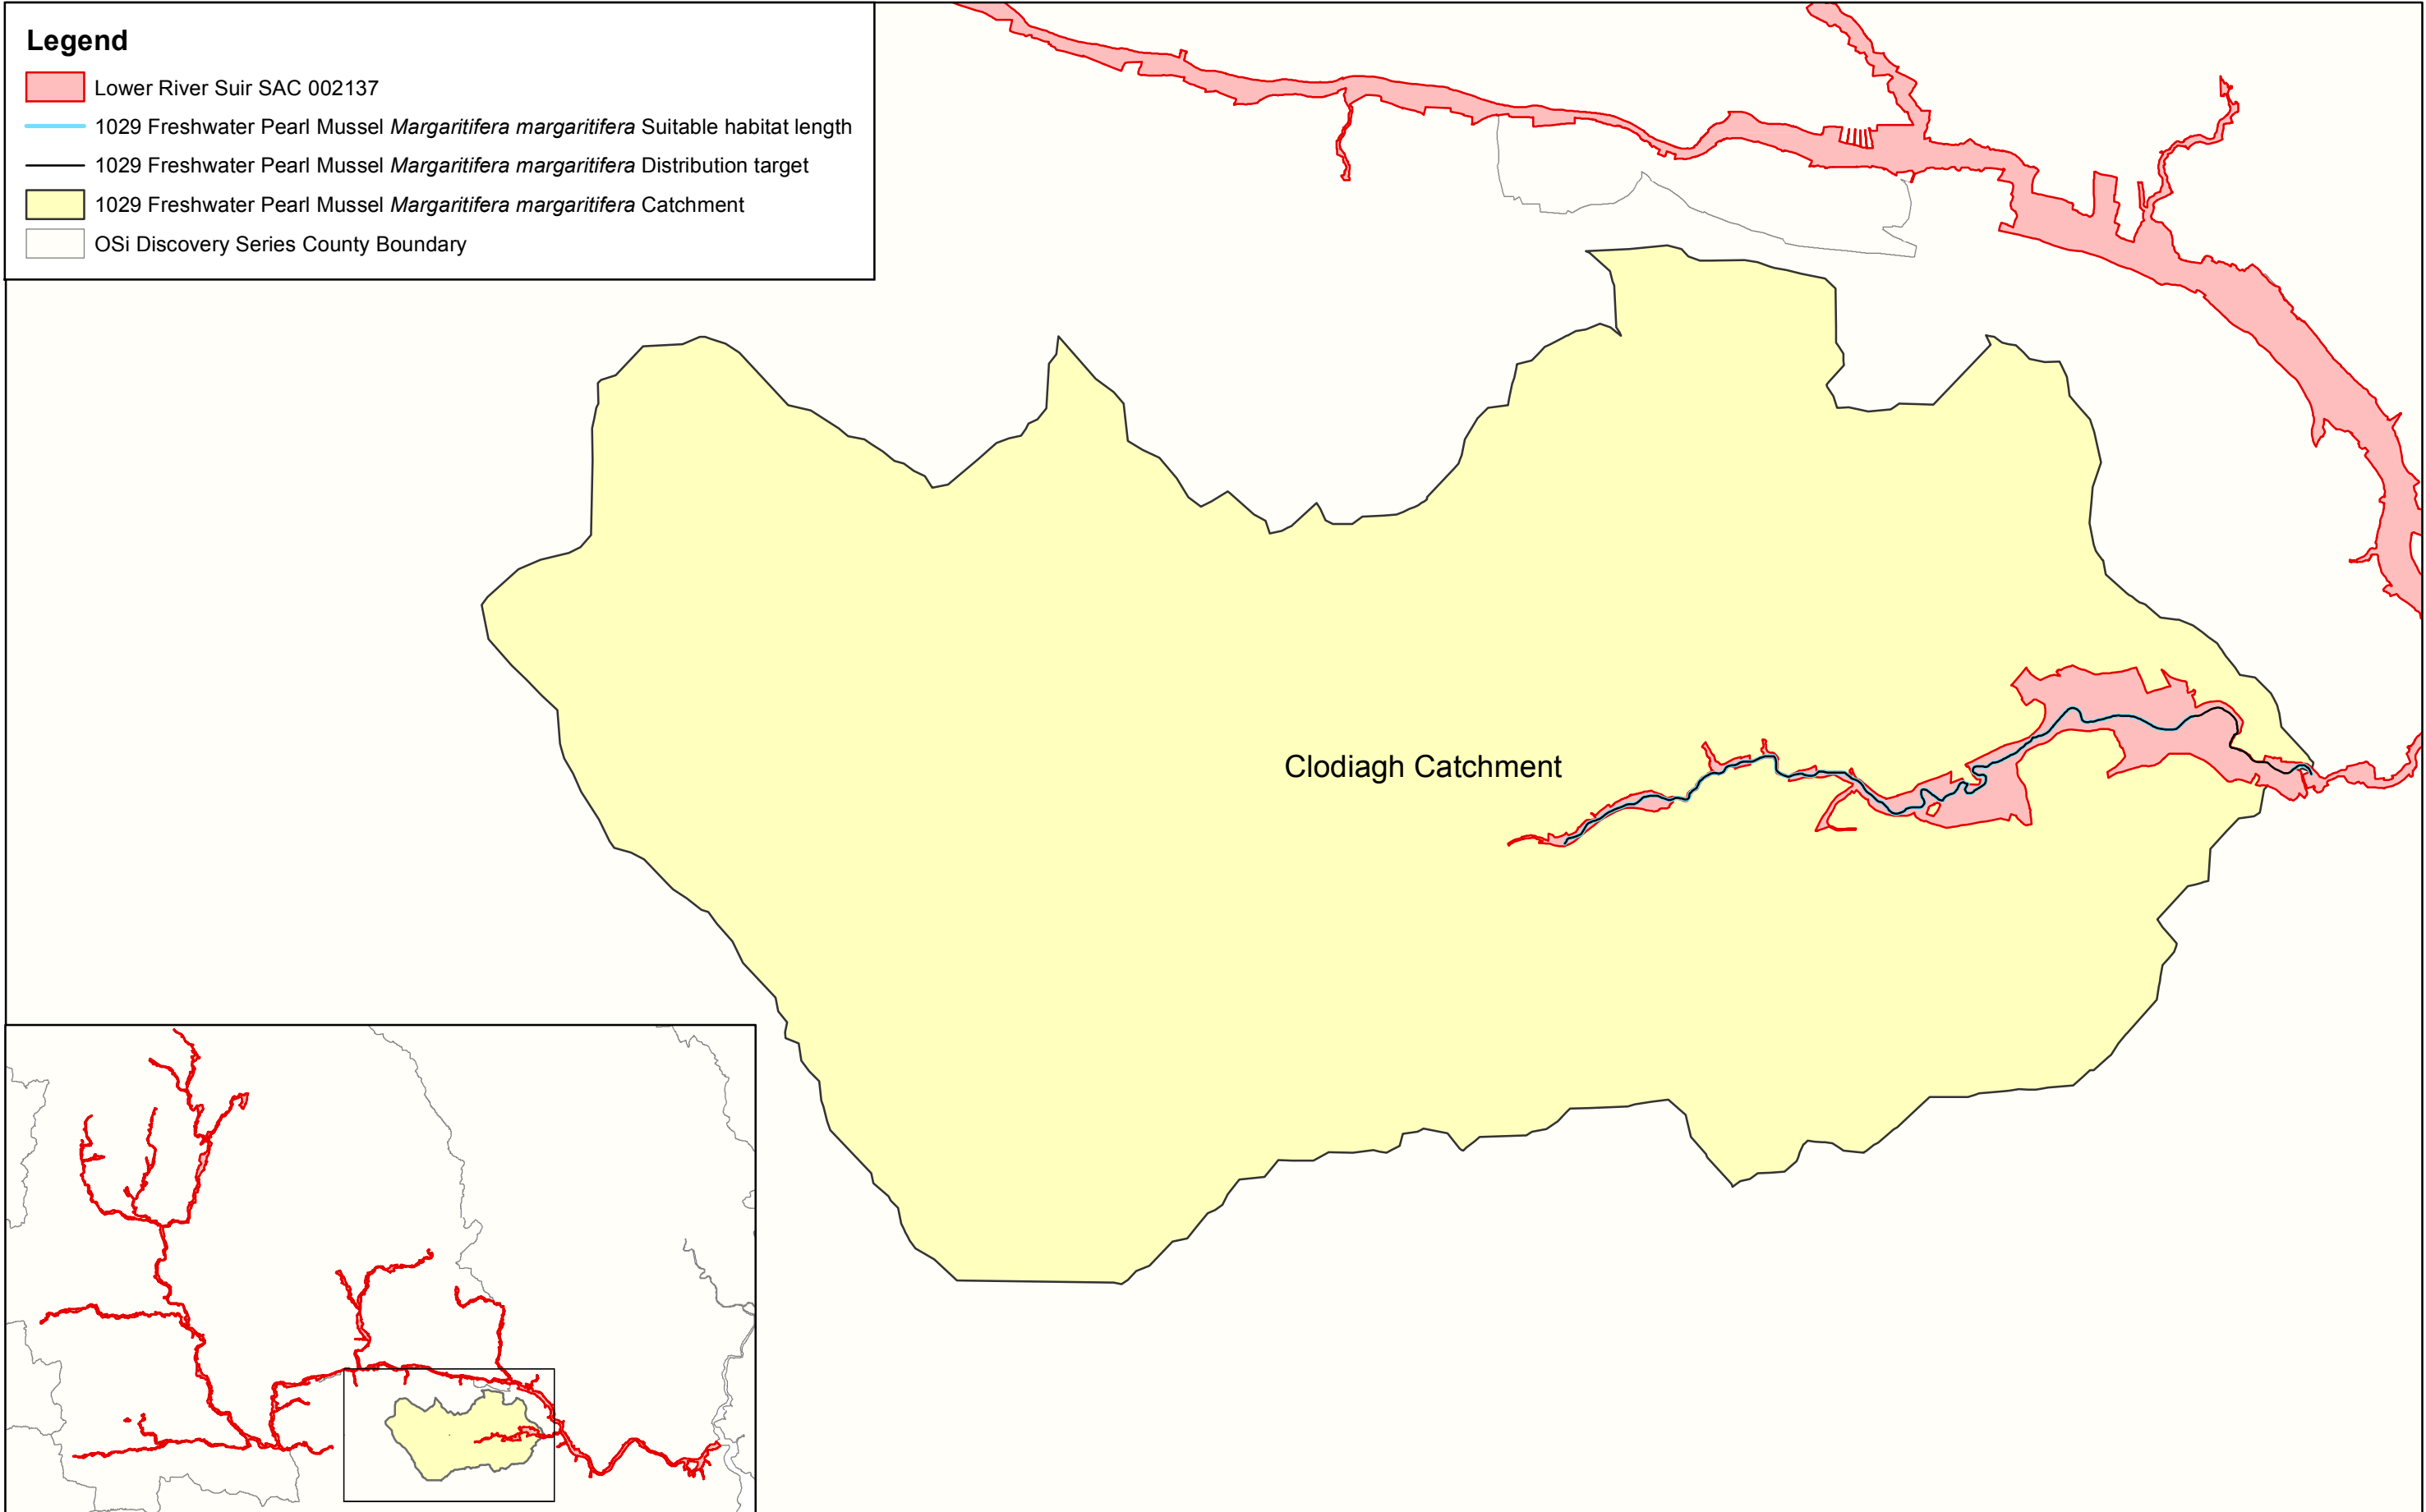 Legend
Lower River Suir SAC 002137
1029 Freshwater Pearl Mussel Margaritifera margaritifera Suitable habitat length
1029 Freshwater Pearl Mussel Margaritifera margaritifera Distribution target
1029 Freshwater Pearl Mussel Margaritifera margaritifera Catchment
OSi Discovery Series County Boundary
Clodiagh Catchment